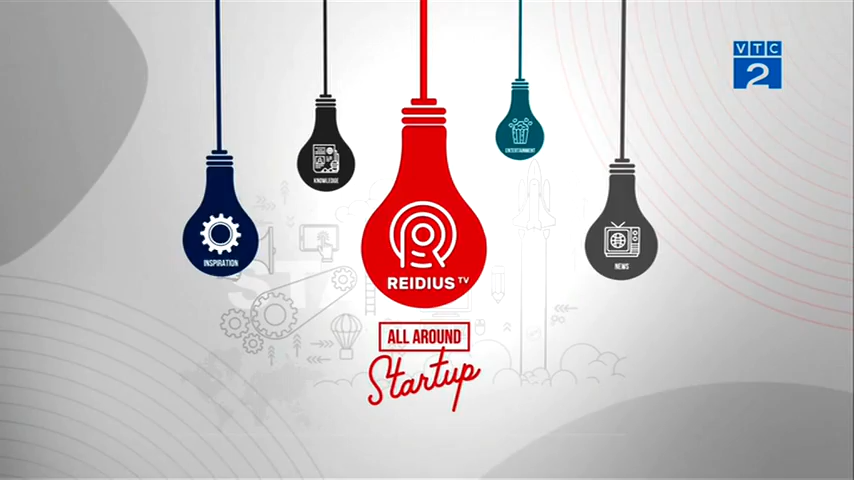 VTC
2
ENTERTAINMENT
KNOWLEDGE
INSPIRATION
NEWS
REIDIUS TV
ALL AROUND
Startup